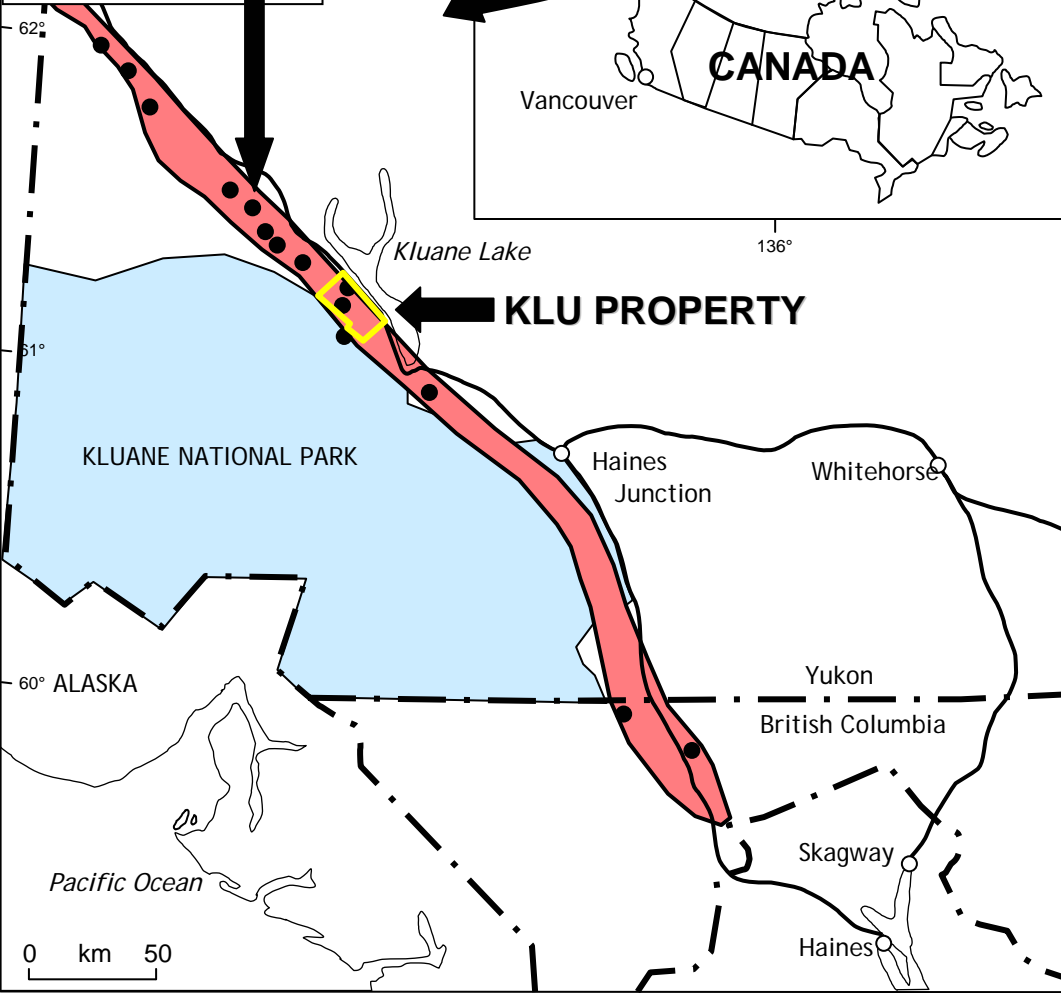 62°
CANADA
Vancouver
136°
Kluane Lake
KLU PROPERTY
61°
KLUANE NATIONAL PARK
Haines
Junction
Whitehorse
60°
ALASKA
Yukon
British Columbia
Skagway
Pacific Ocean
Haines
0 km 50